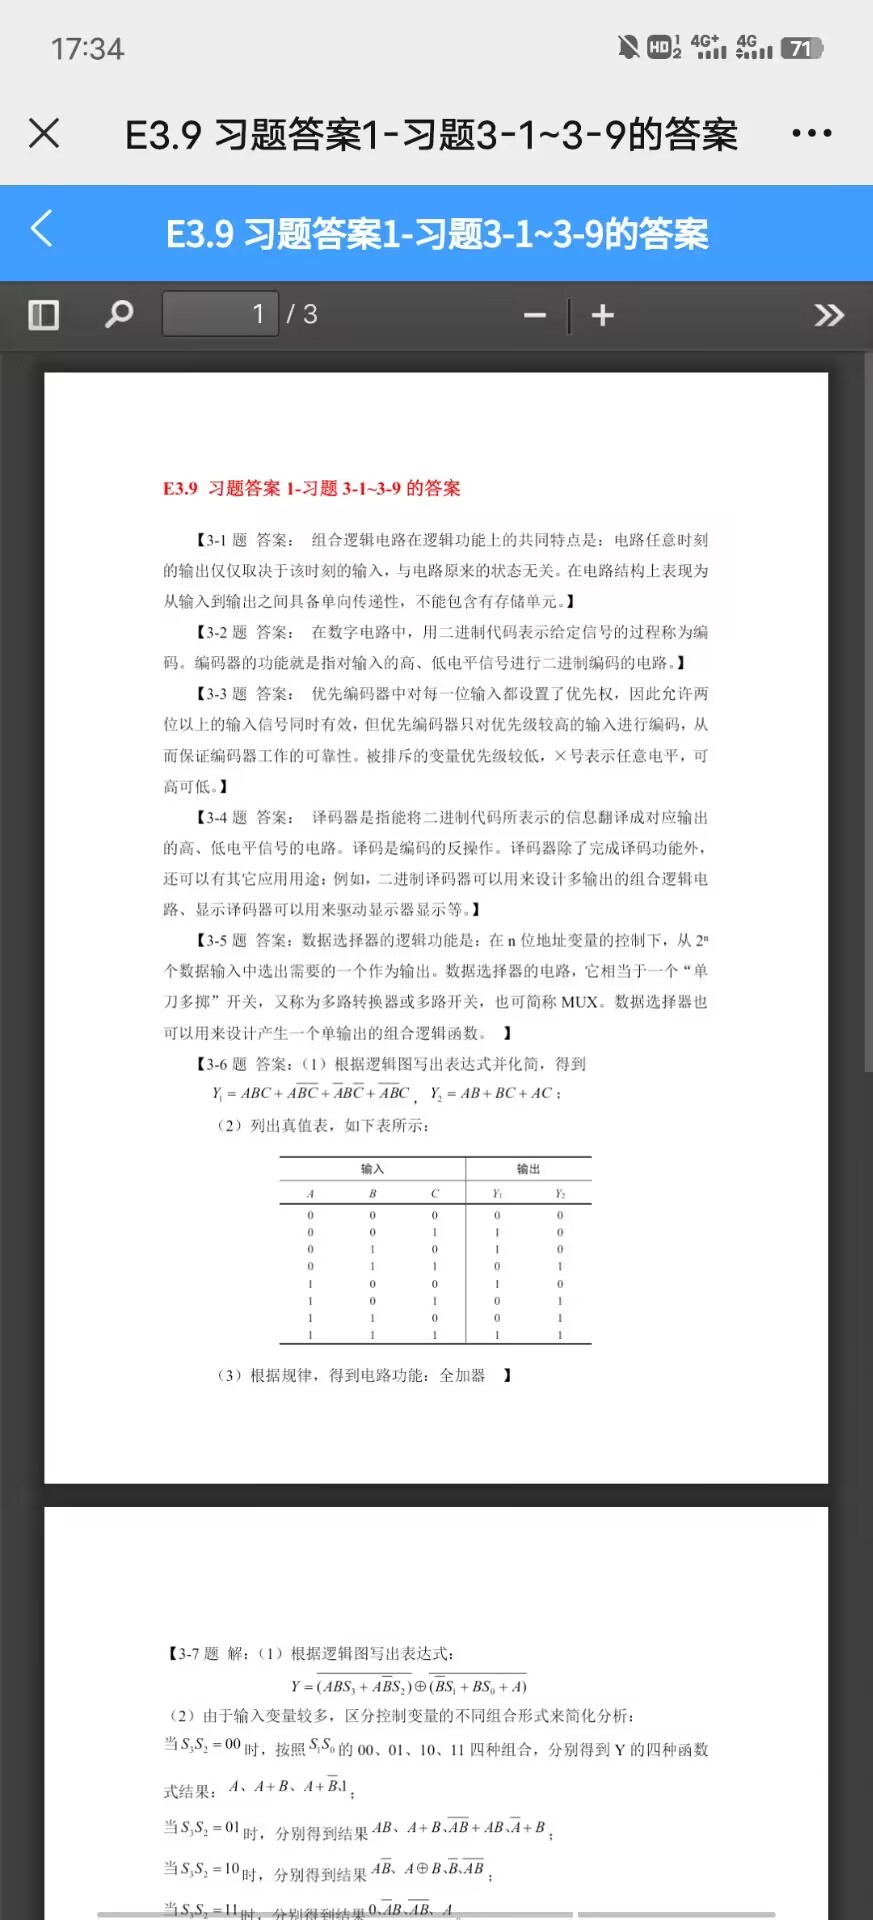 17:34
HD 1 2 4G+ 4G 71
E3.9 习题答案1-习题3-1~3-9的答案
E3.9 习题答案1-习题3-1~3-9的答案
1 / 3
E3.9 习题答案 1-习题 3-1~3-9 的答案
【3-1 题 答案： 组合逻辑电路在逻辑功能上的共同特点是：电路任意时刻
的输出仅仅取决于该时刻的输入，与电路原来的状态无关。在电路结构上表现为
从输入到输出之间具备单向传递性，不能包含有存储单元。】
【3-2 题 答案： 在数字电路中，用二进制代码表示给定信号的过程称为编
码。编码器的功能就是指对输入的高、低电平信号进行二进制编码的电路。】
【3-3 题 答案： 优先编码器中对每一位输入都设置了优先权，因此允许两
位以上的输入信号同时有效，但优先编码器只对优先级较高的输入进行编码，从
而保证编码器工作的可靠性。被排斥的变量优先级较低，×号表示任意电平，可
高可低。】
【3-4 题 答案： 译码器是指能将二进制代码所表示的信息翻译成对应输出
的高、低电平信号的电路。译码是编码的反操作。译码器除了完成译码功能外，
还可以有其它应用用途：例如，二进制译码器可以用来设计多输出的组合逻辑电
路、显示译码器可以用来驱动显示器显示等。】
【3-5 题 答案：数据选择器的逻辑功能是：在 n 位地址变量的控制下，从 2ⁿ
个数据输入中选出需要的一个作为输出。数据选择器的电路，它相当于一个“单
刀多掷”开关，又称为多路转换器或多路开关，也可简称 MUX。数据选择器也
可以用来设计产生一个单输出的组合逻辑函数。 】
【3-6 题 答案：（1）根据逻辑图写出表达式并化简，得到
Y₁ = ABC + AB̅C̅ + A̅BC̅ + A̅B̅C，Y₂ = AB + BC + AC；
（2）列出真值表，如下表所示：
输入 输出
A B C Y₁ Y₂
0 0 0 0 0
0 0 1 1 0
0 1 0 1 0
0 1 1 0 1
1 0 0 1 0
1 0 1 0 1
1 1 0 0 1
1 1 1 1 1
（3）根据规律，得到电路功能：全加器 】
【3-7 题 解：（1）根据逻辑图写出表达式：
Y = \overline{(ABS₃ + AB̅S₂)} ⊕ \overline{(B̅S₁ + BS₀ + A)}
（2）由于输入变量较多，区分控制变量的不同组合形式来简化分析：
当 S₃S₂ = 00 时，按照 S₁S₀ 的 00、01、10、11 四种组合，分别得到 Y 的四种函数
式结果： A、A + B、A + B̅、1；
当 S₃S₂ = 01 时，分别得到结果 AB、A + B、A̅B̅ + AB、A̅ + B；
当 S₃S₂ = 10 时，分别得到结果 AB̅、A ⊕ B、B̅、\overline{AB}；
当 S₃S₂ = 11 时，分别得到结果 0、A̅B、A̅B̅、A̅。